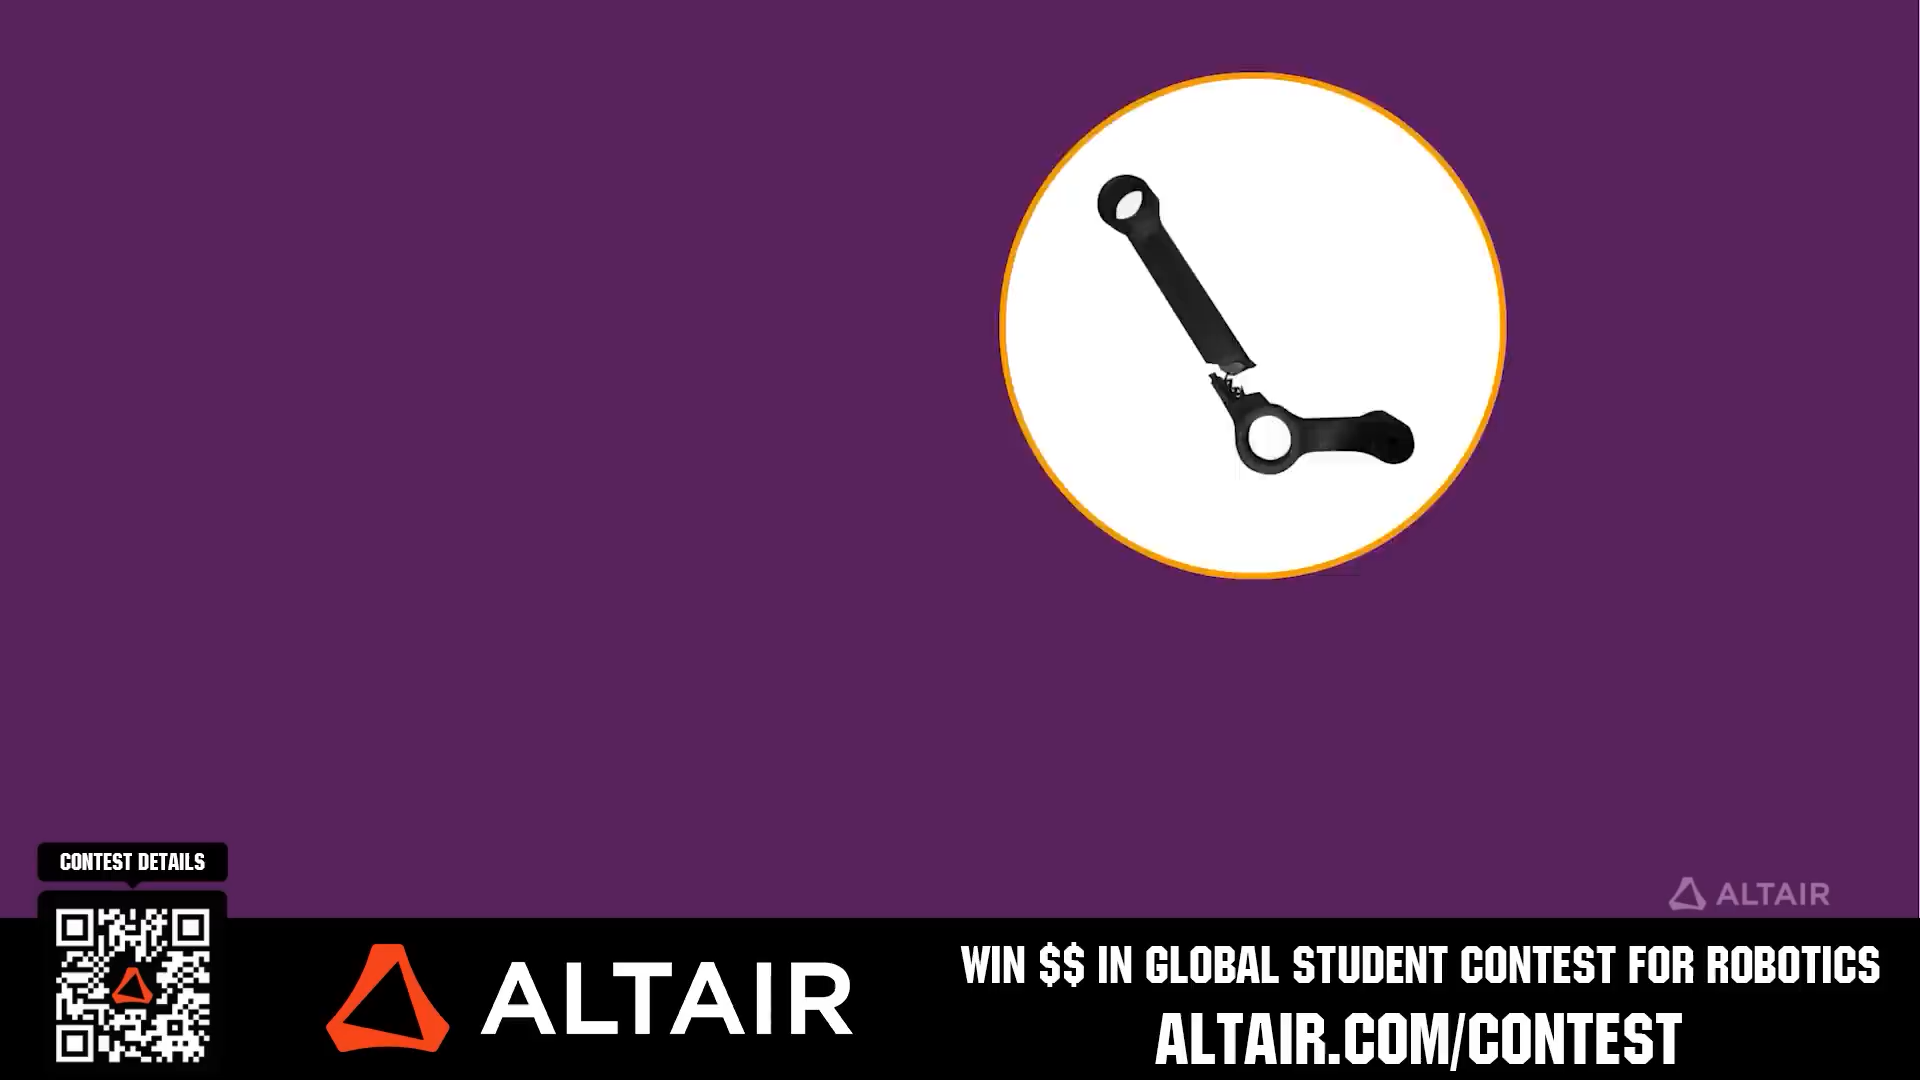 CONTEST DETAILS
ALTAIR
ALTAIR
WIN $$ IN GLOBAL STUDENT CONTEST FOR ROBOTICS
ALTAIR.COM/CONTEST